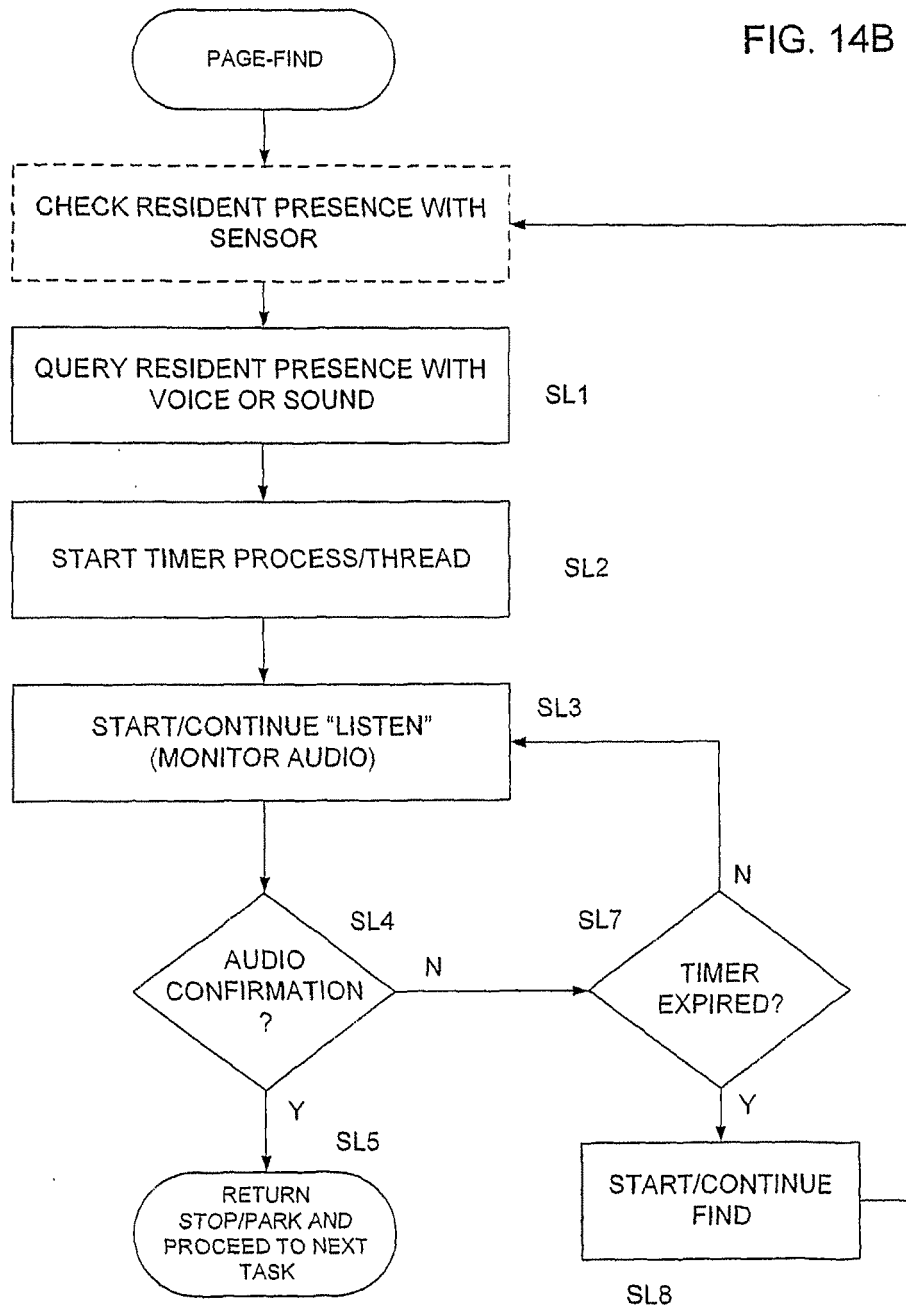 FIG. 14B
PAGE-FIND
CHECK RESIDENT PRESENCE WITH
SENSOR
QUERY RESIDENT PRESENCE WITH
VOICE OR SOUND
SL1
START TIMER PROCESS/THREAD
SL2
START/CONTINUE “LISTEN”
(MONITOR AUDIO)
SL3
SL4
AUDIO
CONFIRMATION
?
N
Y
SL5
RETURN
STOP/PARK AND
PROCEED TO NEXT
TASK
SL7
N
TIMER
EXPIRED?
Y
START/CONTINUE
FIND
SL8